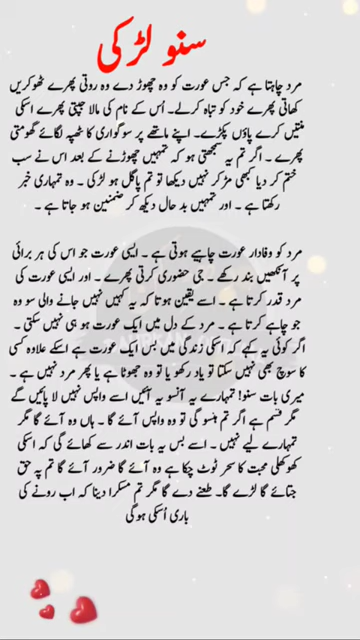 سنو لڑکی
مرد چاہتا ہے کہ جس عورت کو وہ چھوڑ دے وہ روتی پھرے ٹھوکریں
کھاتی پھرے خود کو تباہ کر لے۔ اُس کے نام کی مالا جپتی پھرے اسکی
منتیں کرے پاؤں پکڑے۔ اپنے ماتھے پر سوگواری کا ٹھپہ لگائے گھومتی
پھرے۔ اگر تم یہ سمجھتی ہو کہ تمہیں چھوڑنے کے بعد اس نے سب
ختم کر دیا کبھی مڑ کر نہیں دیکھا تو تم پاگل ہو لڑکی۔ وہ تمہاری خبر
رکھتا ہے۔ اور تمہیں بد حال دیکھ کر ضمنین ہو جاتا ہے۔
مرد کو وفادار عورت چاہیے ہوتی ہے۔ ایسی عورت جو اس کی ہر برائی
پر آنکھیں بند رکھے۔ جی حضوری کرتی پھرے۔ اور ایسی عورت کی
مرد قدر کرتا ہے۔ اسے یقین ہوتا کہ یہ کہیں نہیں جانے والی سو وہ
جو چاہے کرتا ہے۔ مرد کے دل میں ایک عورت ہو ہی نہیں سکتی۔
اگر کوئی یہ کہے کہ اسکی زندگی میں بس ایک عورت ہے اسکے علاوہ کسی
کا سوچ بھی نہیں سکتا تو یاد رکھو یا تو وہ جھوٹا ہے یا پھر مرد نہیں ہے۔
میری بات سنو! تمہارے یہ آنسو یہ آہیں اسے واپس نہیں لا پائیں گے
مگر قسم ہے اگر تم ہنسو گی تو وہ واپس آئے گا۔ ہاں وہ آئے گا مگر
تمہارے لیے نہیں۔ اسے بس یہ بات اندر سے کھائے گی کہ اسکی
کھوکھلی محبت کا سحر ٹوٹ چکا ہے وہ آئے گا ضرور آئے گا تم پہ حق
جتائے گا لڑے گا۔ طعنے دے گا مگر تم مسکرا دینا کہ اب رونے کی
باری اُسکی ہوگی